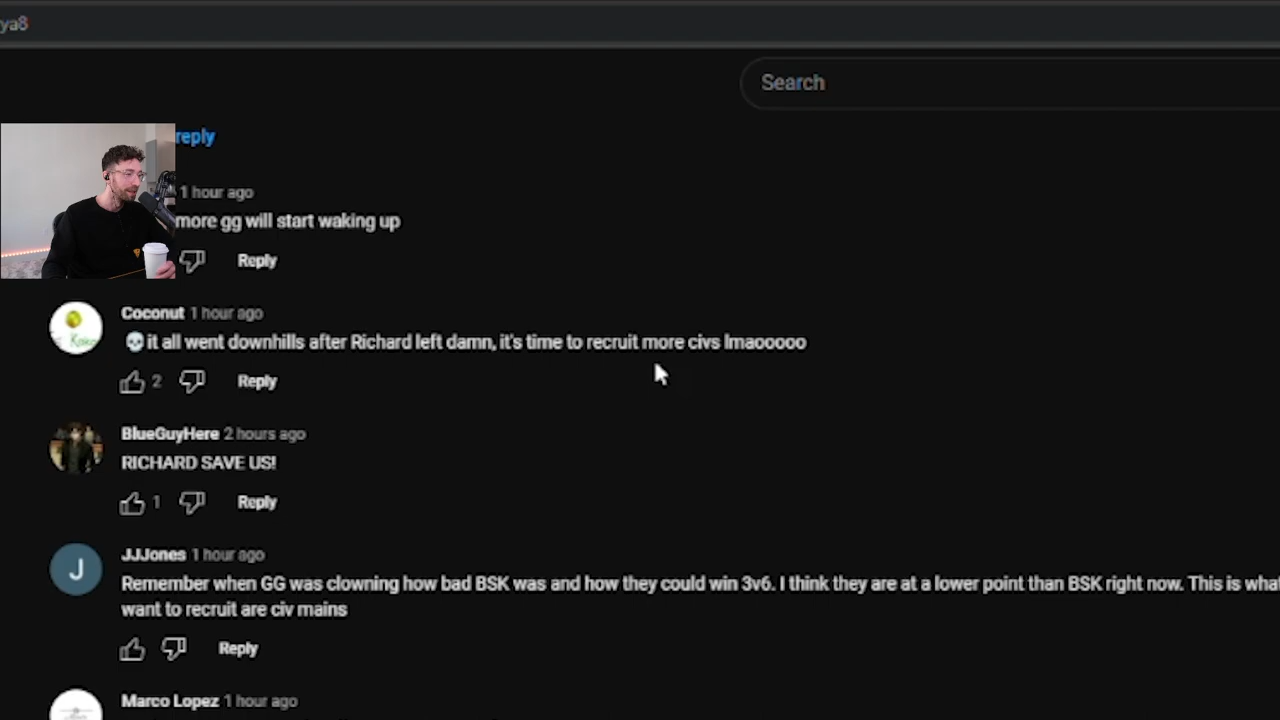 ya8
Search
reply
1 hour ago
more gg will start waking up
Reply
Coconut 1 hour ago
💀it all went downhills after Richard left damn, it's time to recruit more civs lmaooooo
2 Reply
BlueGuyHere 2 hours ago
RICHARD SAVE US!
1 Reply
J
JJJones 1 hour ago
Remember when GG was clowning how bad BSK was and how they could win 3v6. I think they are at a lower point than BSK right now. This is what
want to recruit are civ mains
Reply
Marco Lopez 1 hour ago